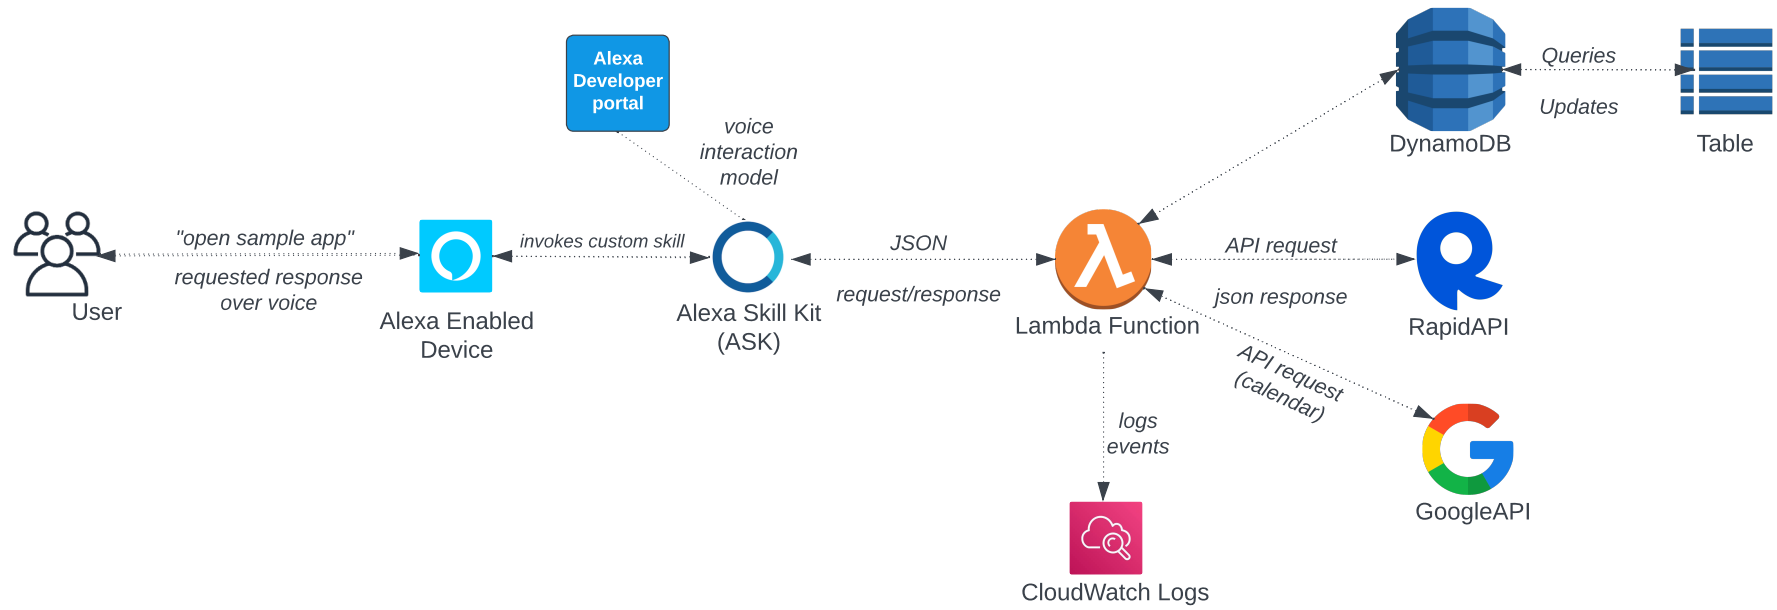 Alexa
Developer
portal
voice
interaction
model
"open sample app"
requested response
over voice
User
Alexa Enabled
Device
invokes custom skill
Alexa Skill Kit
(ASK)
JSON
request/response
Lambda Function
logs
events
CloudWatch Logs
DynamoDB
Queries
Updates
Table
API request
json response
RapidAPI
API request
(calendar)
GoogleAPI